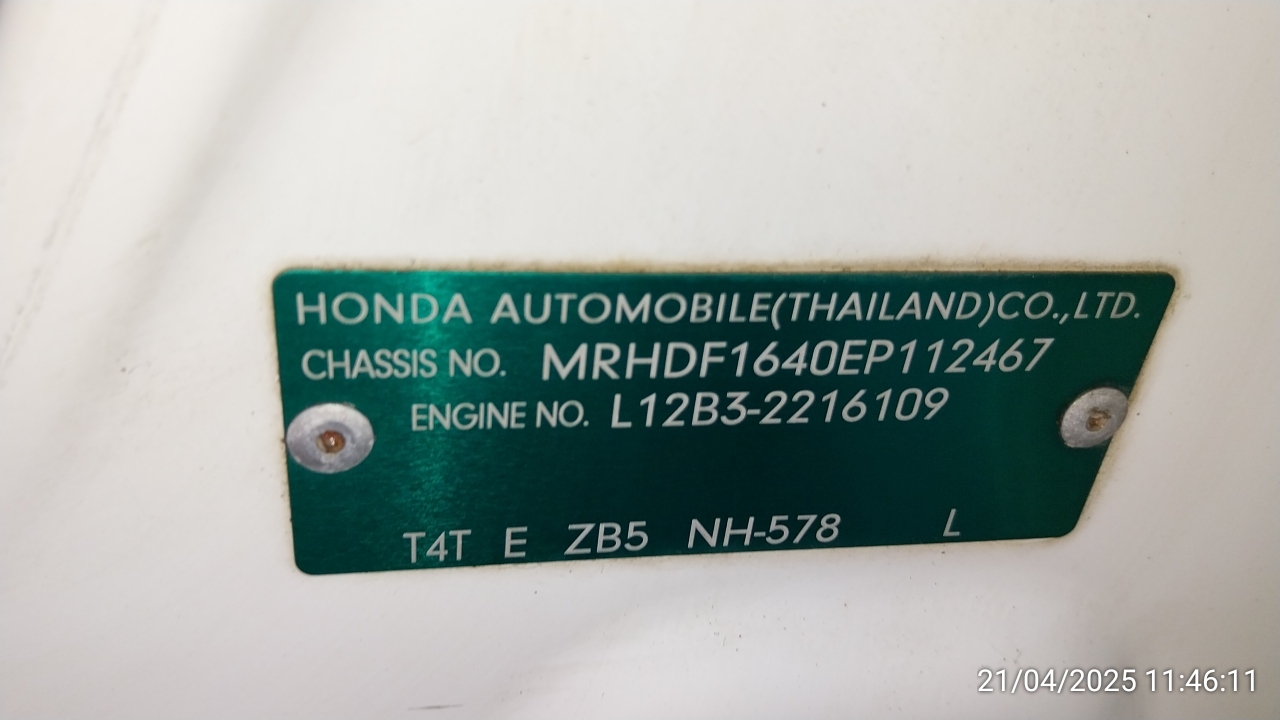 HONDA AUTOMOBILE(THAILAND)CO.,LTD.
CHASSIS NO. MRHDF1640EP112467
ENGINE NO. L12B3-2216109
T4T E ZB5 NH-578 L
21/04/2025 11:46:11